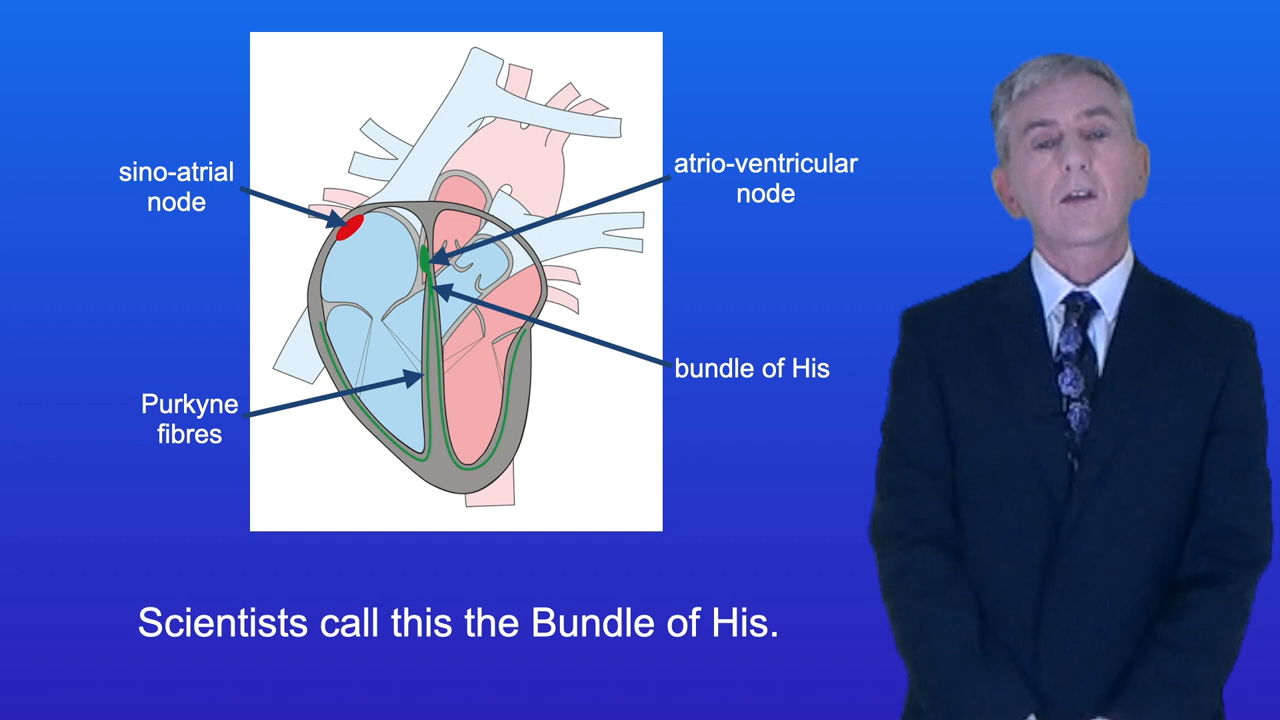 sino-atrial
node
atrio-ventricular
node
bundle of His
Purkyne
fibres
Scientists call this the Bundle of His.